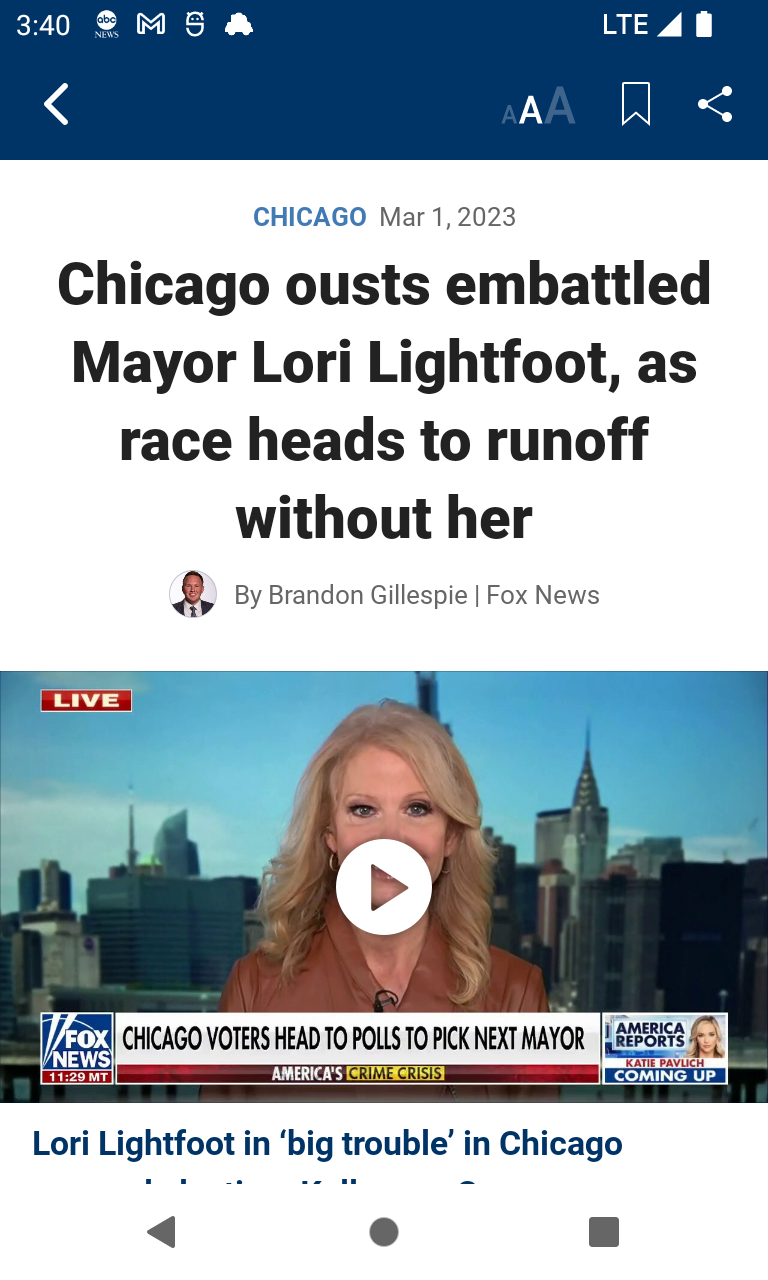 3:40
abc
NEWS
LTE
A A A
CHICAGO Mar 1, 2023
Chicago ousts embattled
Mayor Lori Lightfoot, as
race heads to runoff
without her
By Brandon Gillespie | Fox News
LIVE
FOX
NEWS
11:29 MT
CHICAGO VOTERS HEAD TO POLLS TO PICK NEXT MAYOR
AMERICA'S CRIME CRISIS
AMERICA
REPORTS
KATIE PAVLICH
COMING UP
Lori Lightfoot in ‘big trouble’ in Chicago